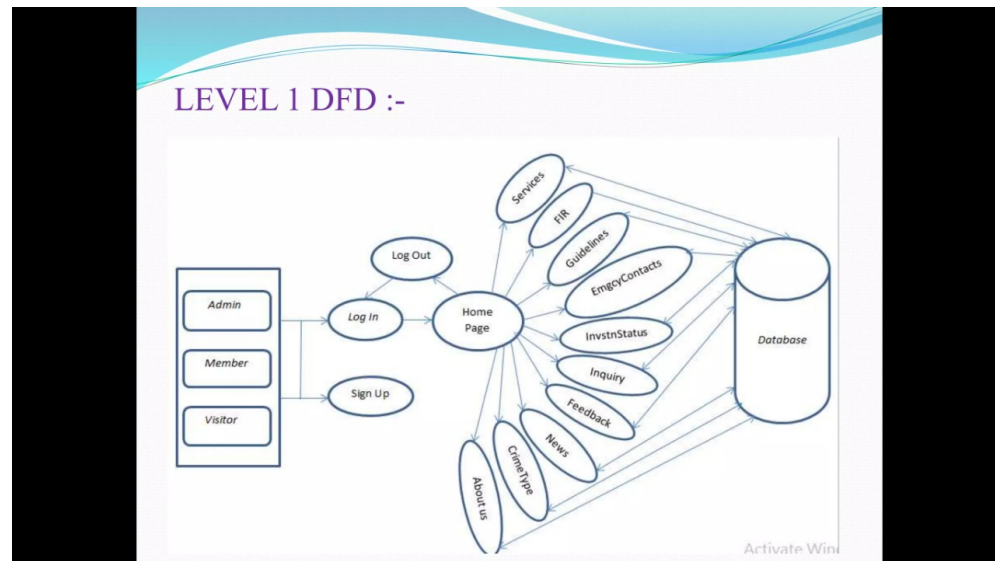 LEVEL 1 DFD :-
Services
FIR
Guidelines
EmgcyContacts
Log Out
Admin
Log In
Home
Page
InvstnStatus
Database
Member
Inquiry
Sign Up
Feedback
Visitor
News
CrimeType
About us
Activate Win